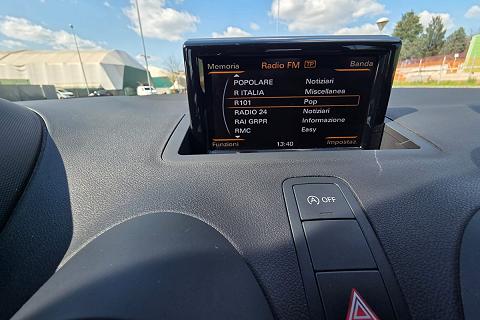 Memoria Radio FM TP Banda
POPOLARE Notiziari
R ITALIA Miscellanea
R101 Pop
RADIO 24 Notiziari
RAI GRPR Informazione
RMC Easy
Funzioni 13:40 Impostaz.
A OFF